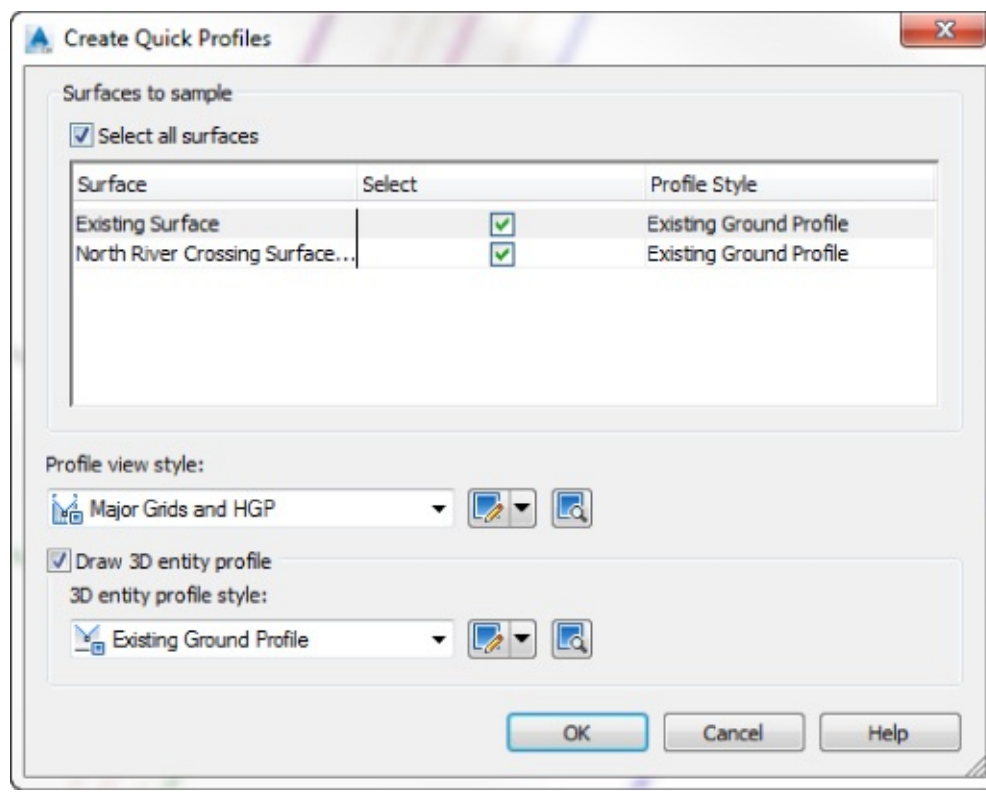 Create Quick Profiles
Surfaces to sample
Select all surfaces
Surface Select Profile Style
Existing Surface Existing Ground Profile
North River Crossing Surface... Existing Ground Profile
Profile view style:
Major Grids and HGP
Draw 3D entity profile
3D entity profile style:
Existing Ground Profile
OK Cancel Help